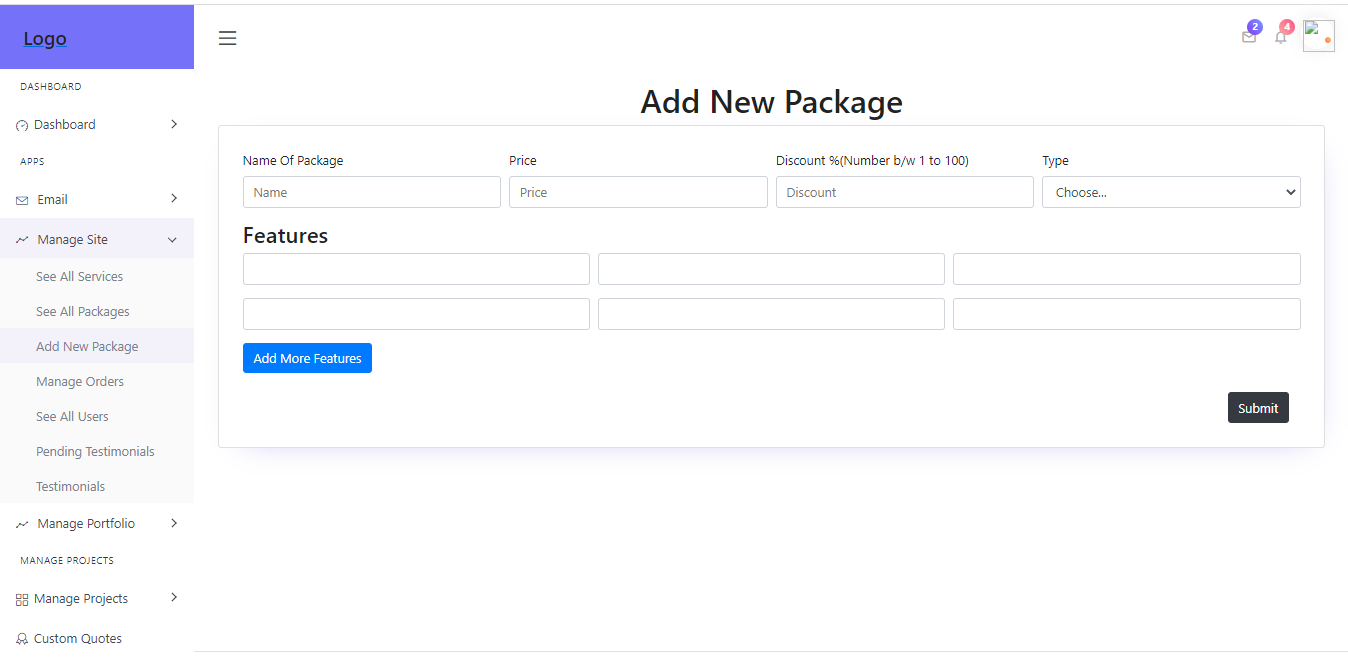 Logo
2
4
DASHBOARD
Dashboard
APPS
Email
Manage Site
See All Services
See All Packages
Add New Package
Manage Orders
See All Users
Pending Testimonials
Testimonials
Manage Portfolio
MANAGE PROJECTS
Manage Projects
Custom Quotes
Add New Package
Name Of Package Price Discount %(Number b/w 1 to 100) Type
Name Price Discount Choose...
Features
Add More Features
Submit